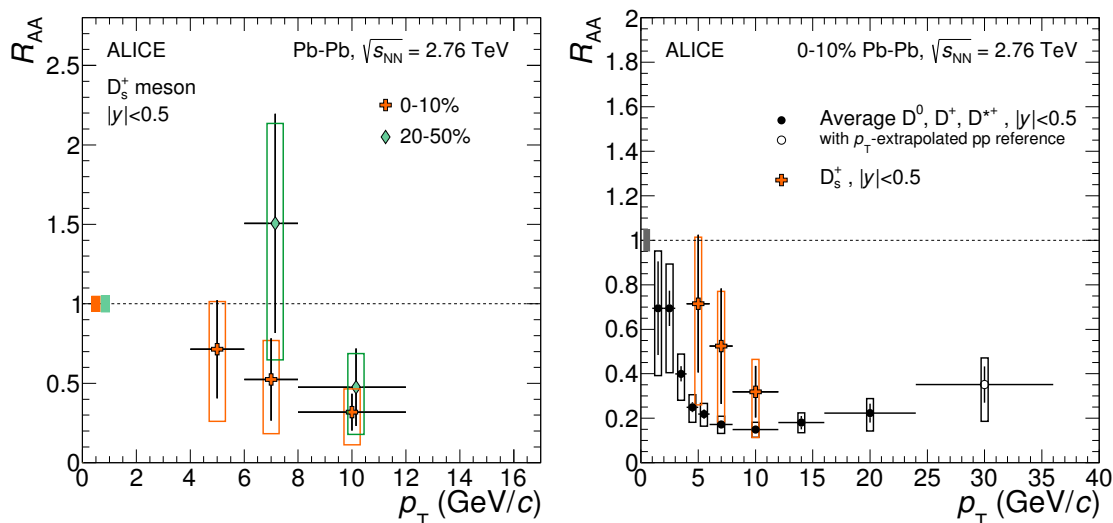 R_AA
2.5
2
1.5
1
0.5
0
ALICE
Pb-Pb, √s_NN = 2.76 TeV
D_s^+ meson
|y|<0.5
0-10%
20-50%
0 2 4 6 8 10 12 14 16
p_T (GeV/c)
R_AA
2
1.8
1.6
1.4
1.2
1
0.8
0.6
0.4
0.2
0
ALICE
0-10% Pb-Pb, √s_NN = 2.76 TeV
Average D^0, D^+, D^*+ , |y|<0.5
with p_T-extrapolated pp reference
D_s^+ , |y|<0.5
0 5 10 15 20 25 30 35 40
p_T (GeV/c)